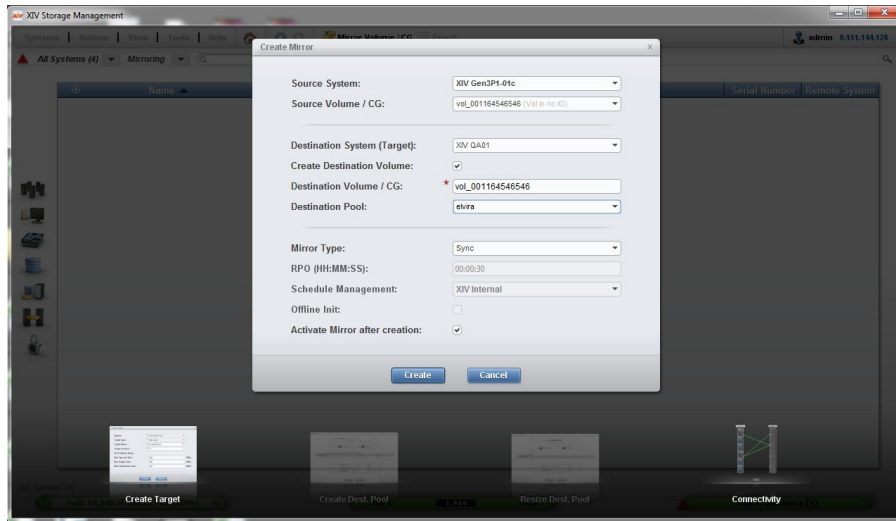 XIV XIV Storage Management
Systems Actions View Tools Help Mirror Volume / CG Target admin 9.151.144.128
All Systems (4) Mirroring
Name Serial Number Remote System
Create Mirror x
Source System: XIV Gen3P1-01c
Source Volume / CG: vol_001164546546 (Vol in no IO)
Destination System (Target): XIV QA01
Create Destination Volume:
Destination Volume / CG: * vol_001164546546
Destination Pool: elvira
Mirror Type: Sync
RPO (HH:MM:SS): 00:00:30
Schedule Management: XIV Internal
Offline Init:
Activate Mirror after creation:
Create Cancel
Create Target Create Dest. Pool Resize Dest. Pool Connectivity